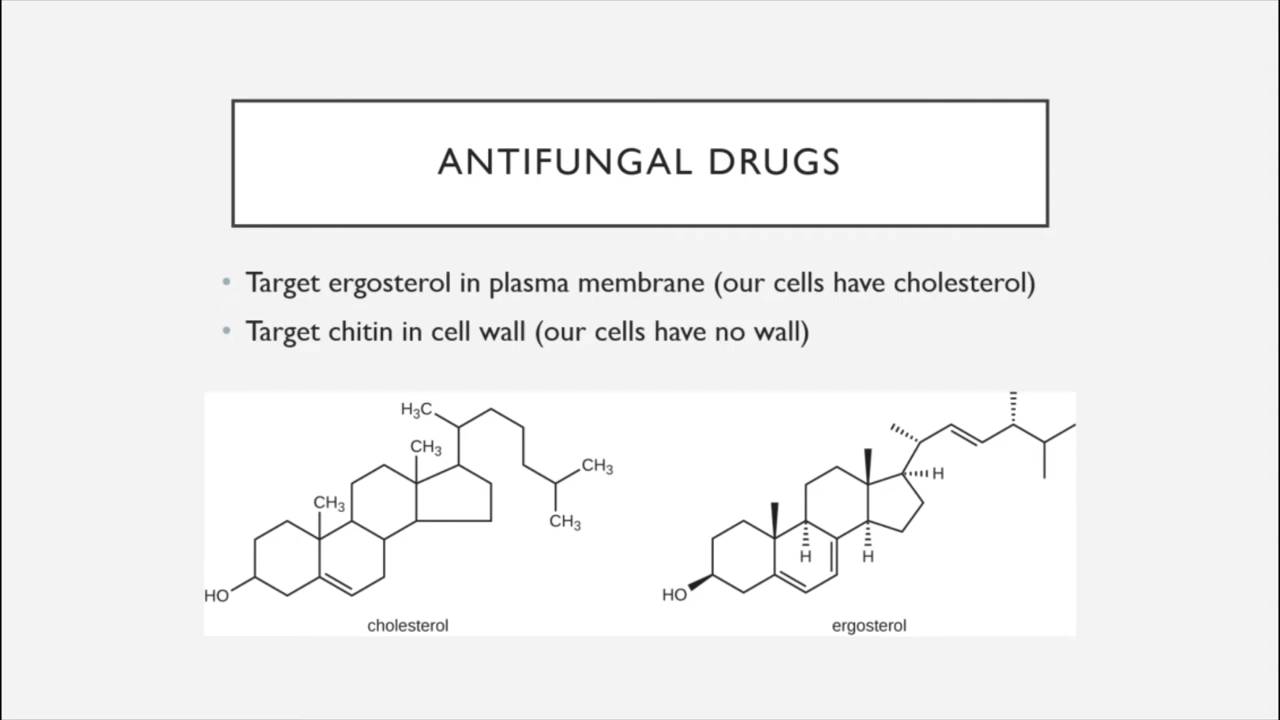 ANTIFUNGAL DRUGS
• Target ergosterol in plasma membrane (our cells have cholesterol)
• Target chitin in cell wall (our cells have no wall)
H₃C
CH₃
CH₃
CH₃
CH₃
HO
cholesterol
H
H
H
HO
ergosterol